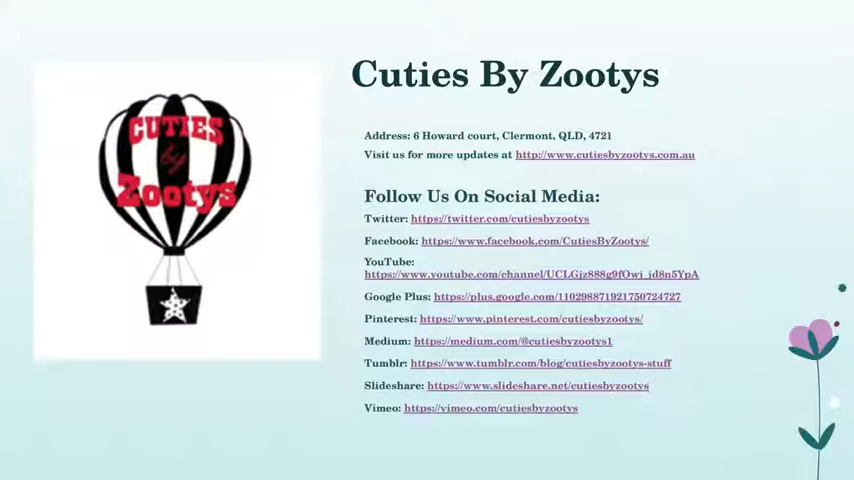 CUTIES
by
Zootys
Cuties By Zootys
Address: 6 Howard court, Clermont, QLD, 4721
Visit us for more updates at http://www.cutiesbyzootys.com.au
Follow Us On Social Media:
Twitter: https://twitter.com/cutiesbyzootys
Facebook: https://www.facebook.com/CutiesByZootys/
YouTube:
https://www.youtube.com/channel/UCLGjz888g9fOwj_jd8n5YpA
Google Plus: https://plus.google.com/110298871921750724727
Pinterest: https://www.pinterest.com/cutiesbyzootys/
Medium: https://medium.com/@cutiesbyzootys1
Tumblr: https://www.tumblr.com/blog/cutiesbyzootys-stuff
Slideshare: https://www.slideshare.net/cutiesbyzootys
Vimeo: https://vimeo.com/cutiesbyzootys